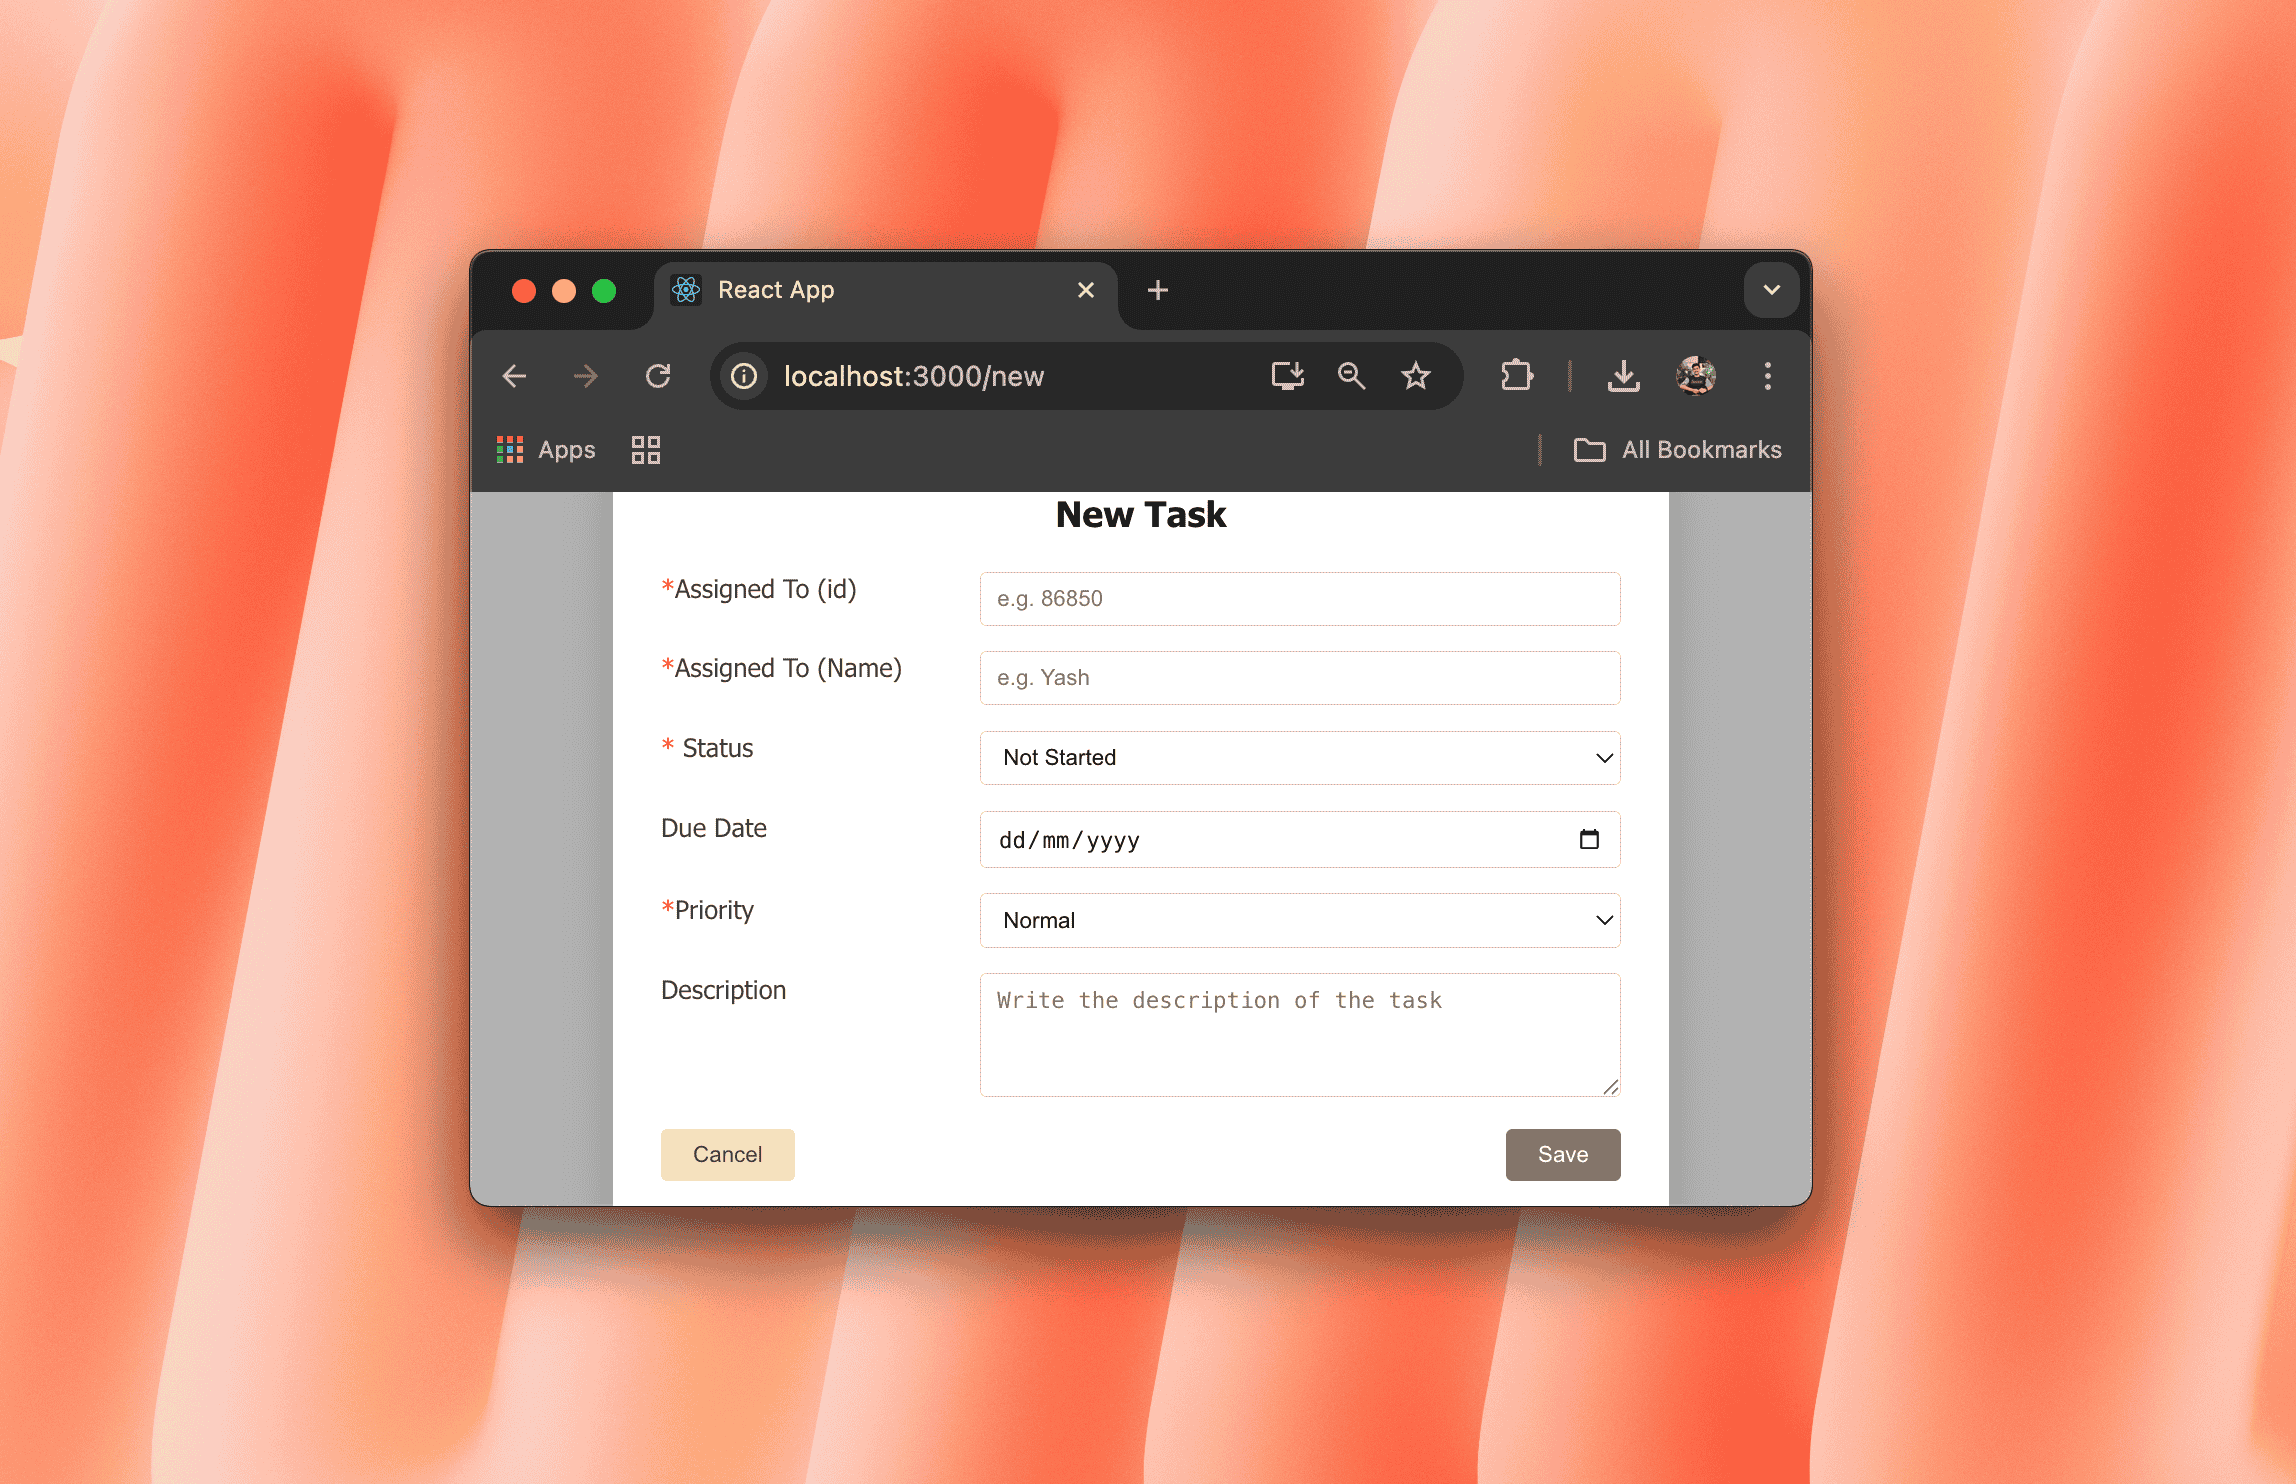 React App
localhost:3000/new
Apps
All Bookmarks
New Task
*Assigned To (id)
e.g. 86850
*Assigned To (Name)
e.g. Yash
* Status
Not Started
Due Date
dd/mm/yyyy
*Priority
Normal
Description
Write the description of the task
Cancel
Save